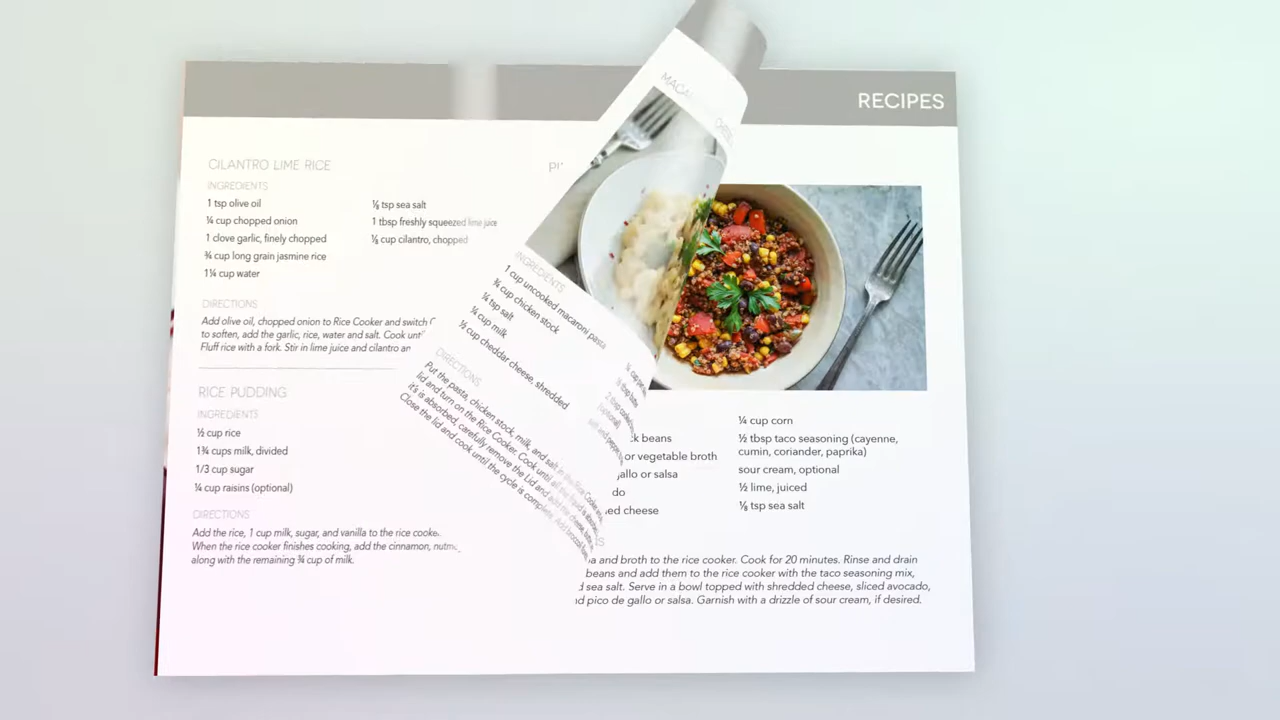 RECIPES
CILANTRO LIME RICE
INGREDIENTS
1 tsp olive oil
¼ cup chopped onion
1 clove garlic, finely chopped
¾ cup long grain jasmine rice
1¼ cup water
⅛ tsp sea salt
1 tbsp freshly squeezed lime juice
⅛ cup cilantro, chopped
DIRECTIONS
Add olive oil, chopped onion to Rice Cooker and switch
to soften, add the garlic, rice, water and salt. Cook
Fluff rice with a fork. Stir in lime juice and cilantro
RICE PUDDING
INGREDIENTS
½ cup rice
1¾ cups milk, divided
1/3 cup sugar
¼ cup raisins (optional)
DIRECTIONS
Add the rice, 1 cup milk, sugar, and vanilla to the rice
When the rice cooker finishes cooking, add the cinnamon,
along with the remaining ¾ cup of milk.
INGREDIENTS
1 cup uncooked macaroni pasta
¾ cup chicken stock
¼ tsp salt
¼ cup milk
½ cup cheddar cheese, shredded
DIRECTIONS
Put the pasta, chicken stock, milk, and salt in the Rice Cooker
lid and turn on the Rice Cooker. Cook until all the liquid is
it's is absorbed, carefully remove the Lid and add the cheese
Close the lid and cook until the cycle is complete. Add broccoli
beans
or vegetable broth
gallo or salsa
cheese
¼ cup corn
½ tbsp taco seasoning (cayenne,
cumin, coriander, paprika)
sour cream, optional
½ lime, juiced
⅛ tsp sea salt
and broth to the rice cooker. Cook for 20 minutes. Rinse and drain
beans and add them to the rice cooker with the taco seasoning mix,
sea salt. Serve in a bowl topped with shredded cheese, sliced avocado,
pico de gallo or salsa. Garnish with a drizzle of sour cream, if desired.